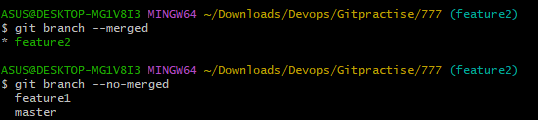 ASUS@DESKTOP-MG1V8I3 MINGW64 ~/Downloads/Devops/Gitpractise/777 (feature2)
$ git branch --merged
* feature2
ASUS@DESKTOP-MG1V8I3 MINGW64 ~/Downloads/Devops/Gitpractise/777 (feature2)
$ git branch --no-merged
  feature1
  master